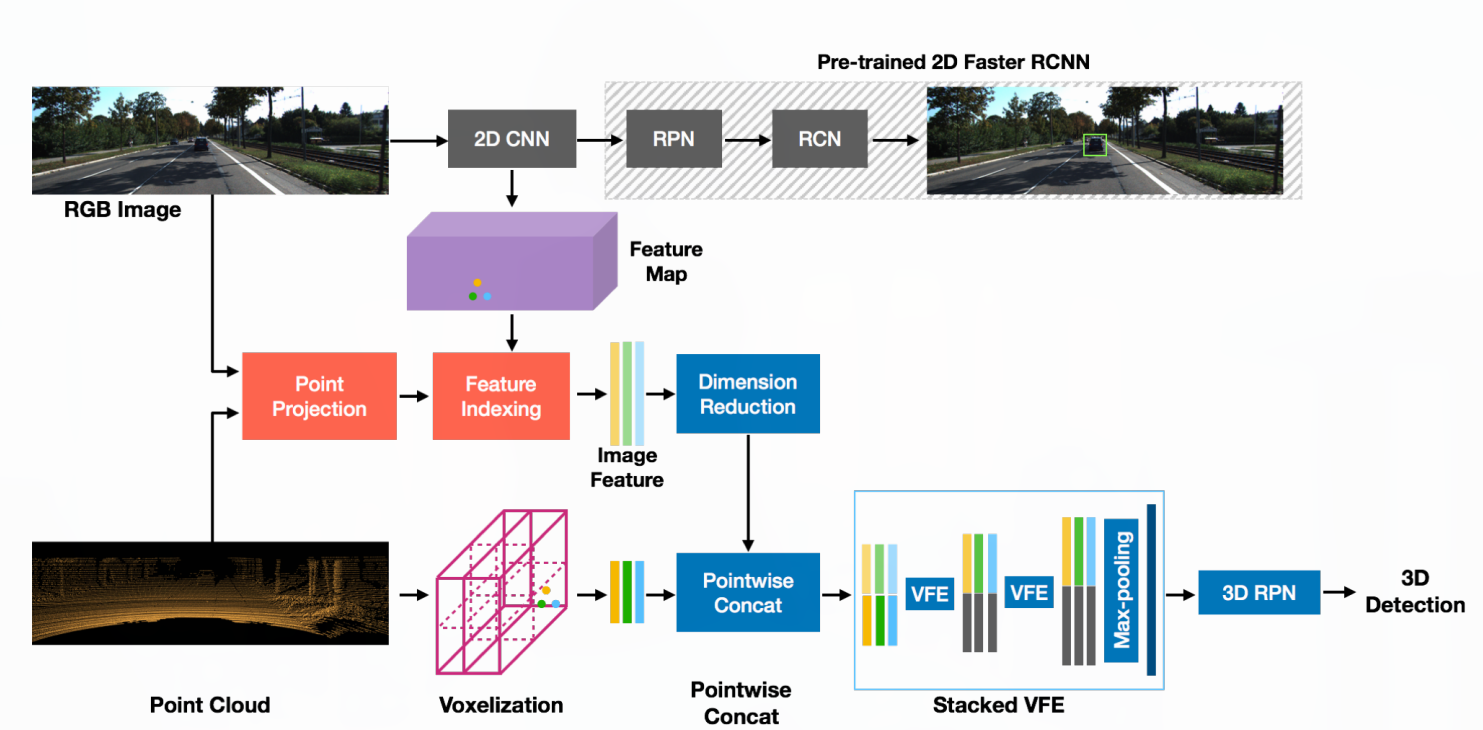 Pre-trained 2D Faster RCNN
2D CNN
RPN
RCN
RGB Image
Feature
Map
Point
Projection
Feature
Indexing
Dimension
Reduction
Image
Feature
Pointwise
Concat
VFE
VFE
Max-pooling
3D RPN
3D
Detection
Point Cloud
Voxelization
Pointwise
Concat
Stacked VFE